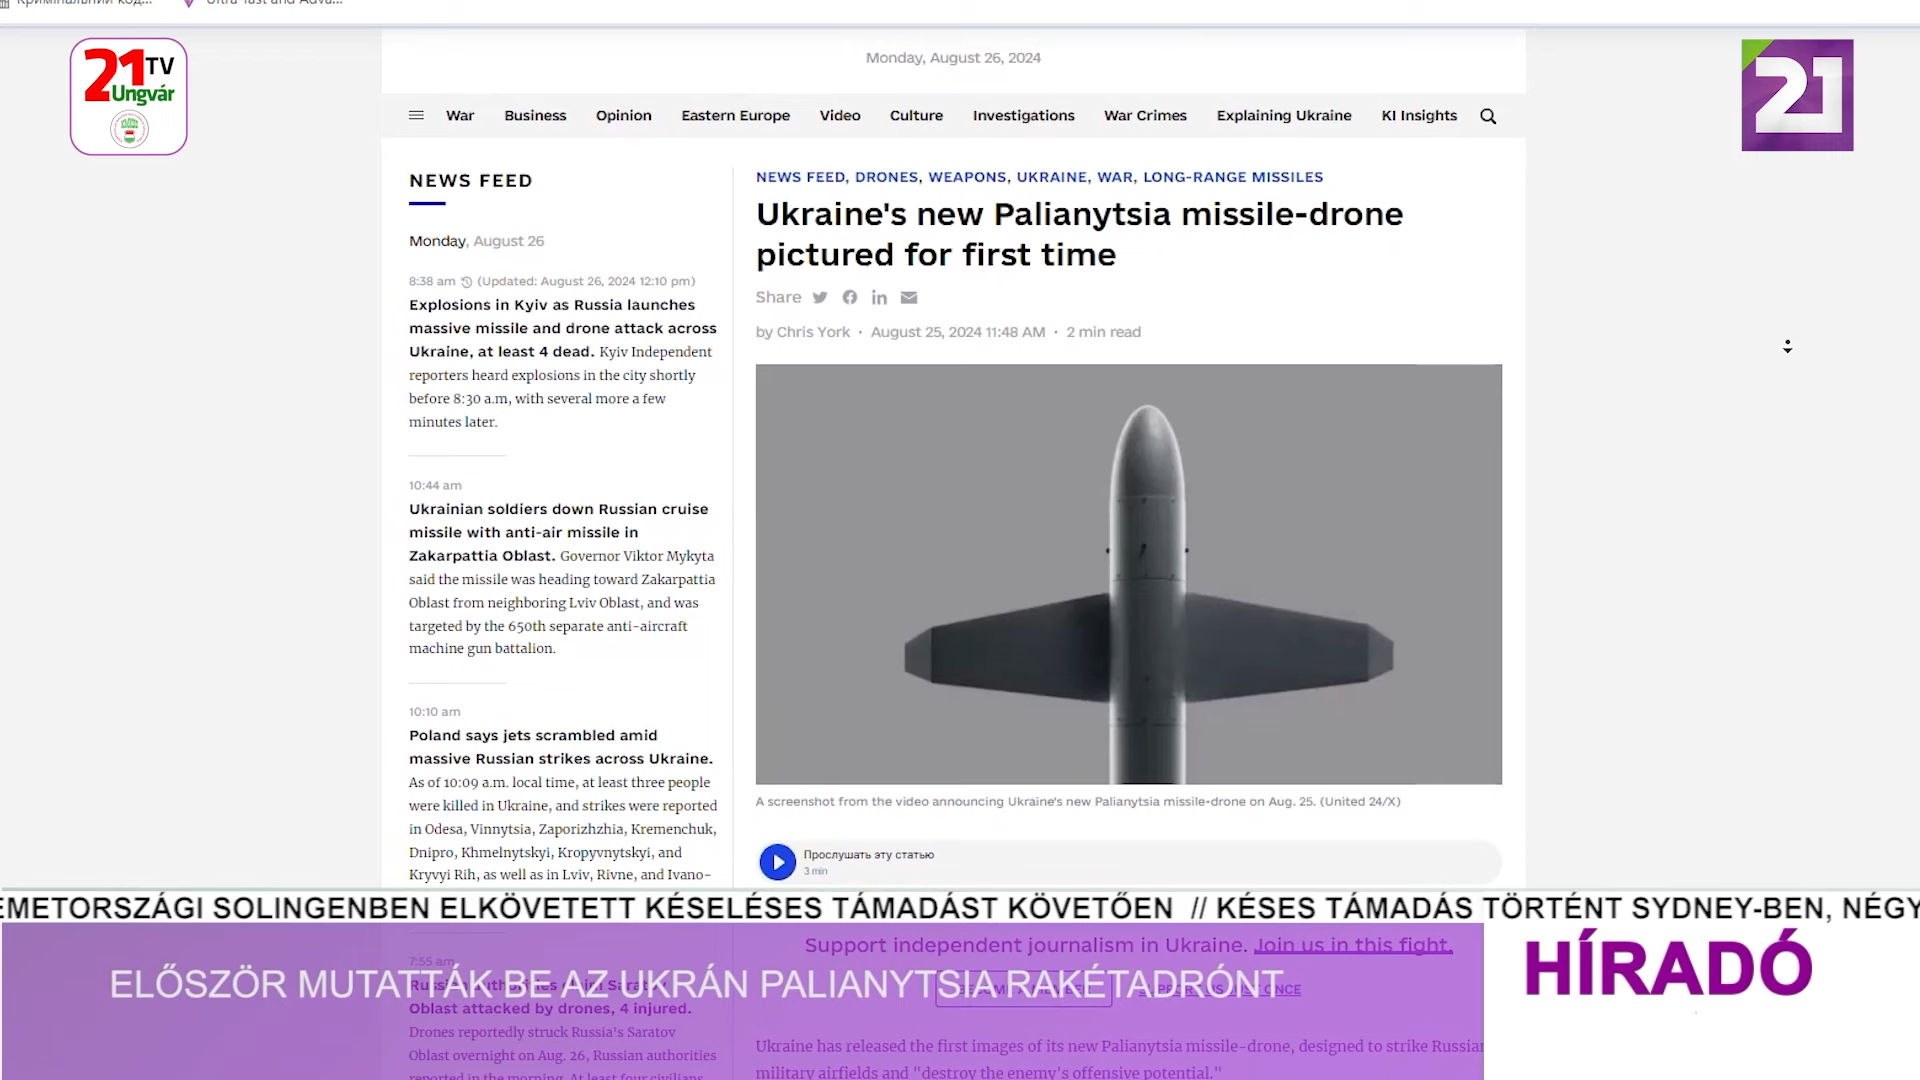 21 TV
Ungvár
21
Monday, August 26, 2024
War Business Opinion Eastern Europe Video Culture Investigations War Crimes Explaining Ukraine KI Insights
NEWS FEED
Monday, August 26
8:38 am (Updated: August 26, 2024 12:10 pm)
Explosions in Kyiv as Russia launches
massive missile and drone attack across
Ukraine, at least 4 dead. Kyiv Independent
reporters heard explosions in the city shortly
before 8:30 a.m, with several more a few
minutes later.
10:44 am
Ukrainian soldiers down Russian cruise
missile with anti-air missile in
Zakarpattia Oblast. Governor Viktor Mykyta
said the missile was heading toward Zakarpattia
Oblast from neighboring Lviv Oblast, and was
targeted by the 650th separate anti-aircraft
machine gun battalion.
10:10 am
Poland says jets scrambled amid
massive Russian strikes across Ukraine.
As of 10:09 a.m. local time, at least three people
were killed in Ukraine, and strikes were reported
in Odesa, Vinnytsia, Zaporizhzhia, Kremenchuk,
Dnipro, Khmelnytskyi, Kropyvnytskyi, and
Kryvyi Rih, as well as in Lviv, Rivne, and Ivano-
NEWS FEED, DRONES, WEAPONS, UKRAINE, WAR, LONG-RANGE MISSILES
Ukraine's new Palianytsia missile-drone
pictured for first time
Share
by Chris York · August 25, 2024 11:48 AM · 2 min read
A screenshot from the video announcing Ukraine's new Palianytsia missile-drone on Aug. 25. (United 24/X)
Прослушать эту статью
3 min
EMETORSZÁGI SOLINGENBEN ELKÖVETETT KÉSELÉSES TÁMADÁST KÖVETŐEN // KÉSES TÁMADÁS TÖRTÉNT SYDNEY-BEN, NÉGY
Support independent journalism in Ukraine. Join us in this fight.
7:55 am
ELŐSZÖR MUTATTÁK BE AZ UKRÁN PALIANYTSIA RAKÉTADRÓNT
HÍRADÓ
Oblast attacked by drones, 4 injured.
Drones reportedly struck Russia's Saratov
Oblast overnight on Aug. 26, Russian authorities
reported in the morning. At least four civilians
Ukraine has released the first images of its new Palianytsia missile-drone, designed to strike Russian
military airfields and "destroy the enemy's offensive potential."